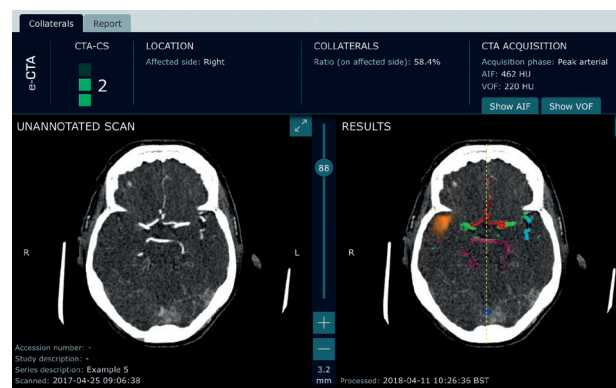 Collaterals Report
e-CTA
CTA-CS
2
LOCATION
Affected side: Right
COLLATERALS
Ratio (on affected side): 58.4%
CTA ACQUISITION
Acquisition phase: Peak arterial
AIF: 462 HU
VOF: 220 HU
Show AIF Show VOF
UNANNOTATED SCAN
R
L
Accession number: -
Study description: -
Series description: Example 5
Scanned: 2017-04-25 09:06:38
88
+
—
3.2
mm
RESULTS
R
Processed: 2018-04-11 10:26:36 BST